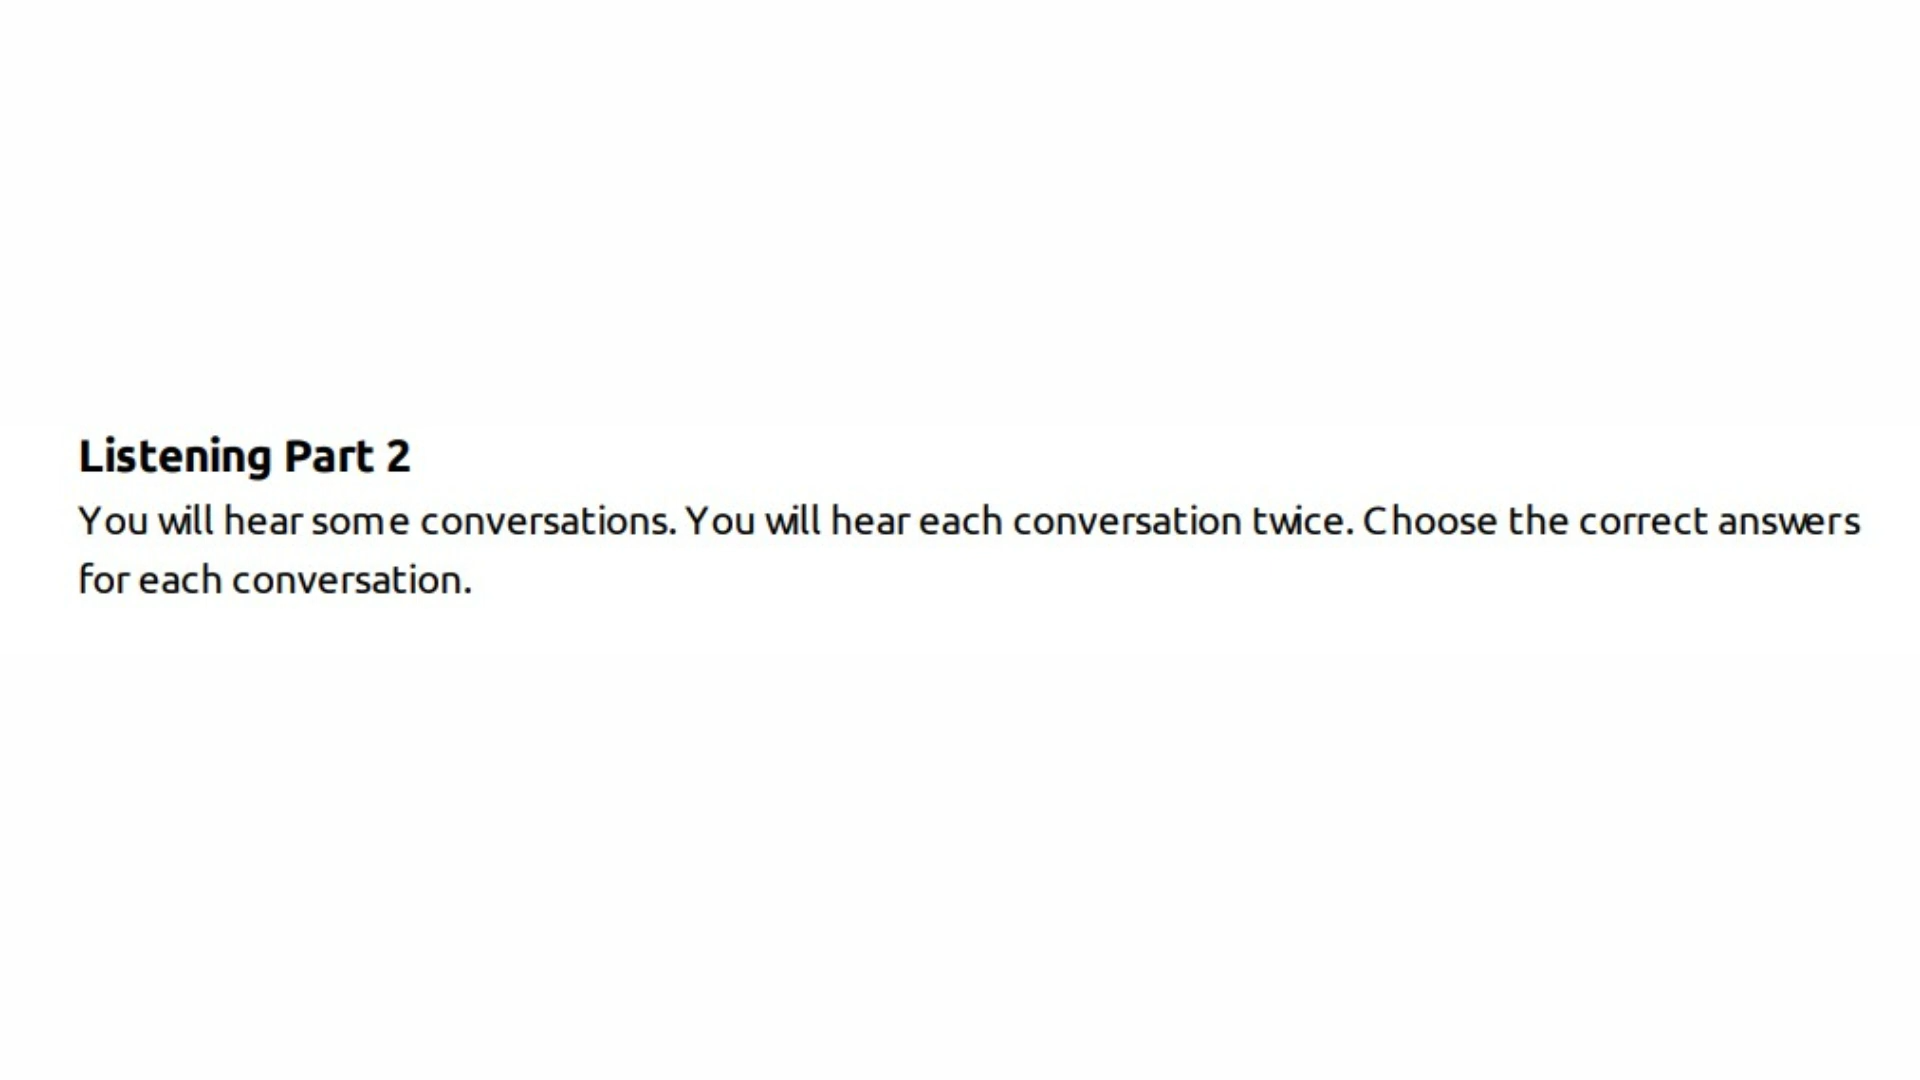 Listening Part 2
You will hear some conversations. You will hear each conversation twice. Choose the correct answers
for each conversation.